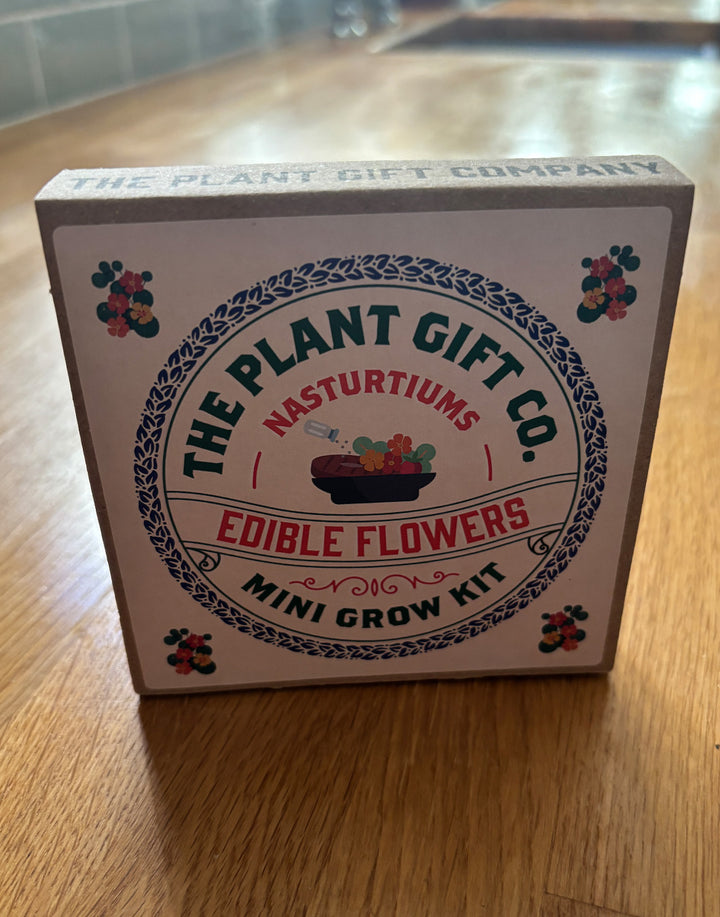 THE PLANT GIFT COMPANY
THE PLANT GIFT CO.
NASTURTIUMS
EDIBLE FLOWERS
MINI GROW KIT